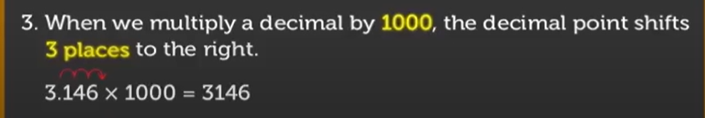 3. When we multiply a decimal by 1000, the decimal point shifts
3 places to the right.
3.146 × 1000 = 3146